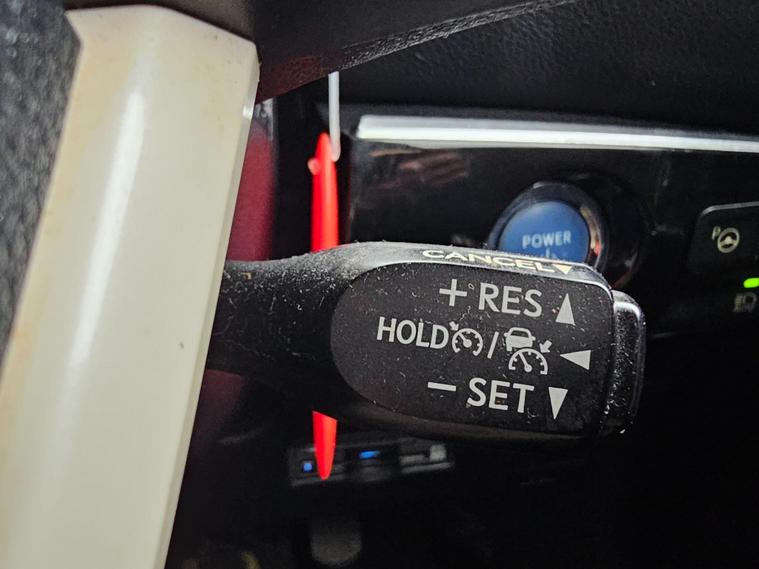 POWER
P
CANCEL
+ RES
HOLD /
− SET